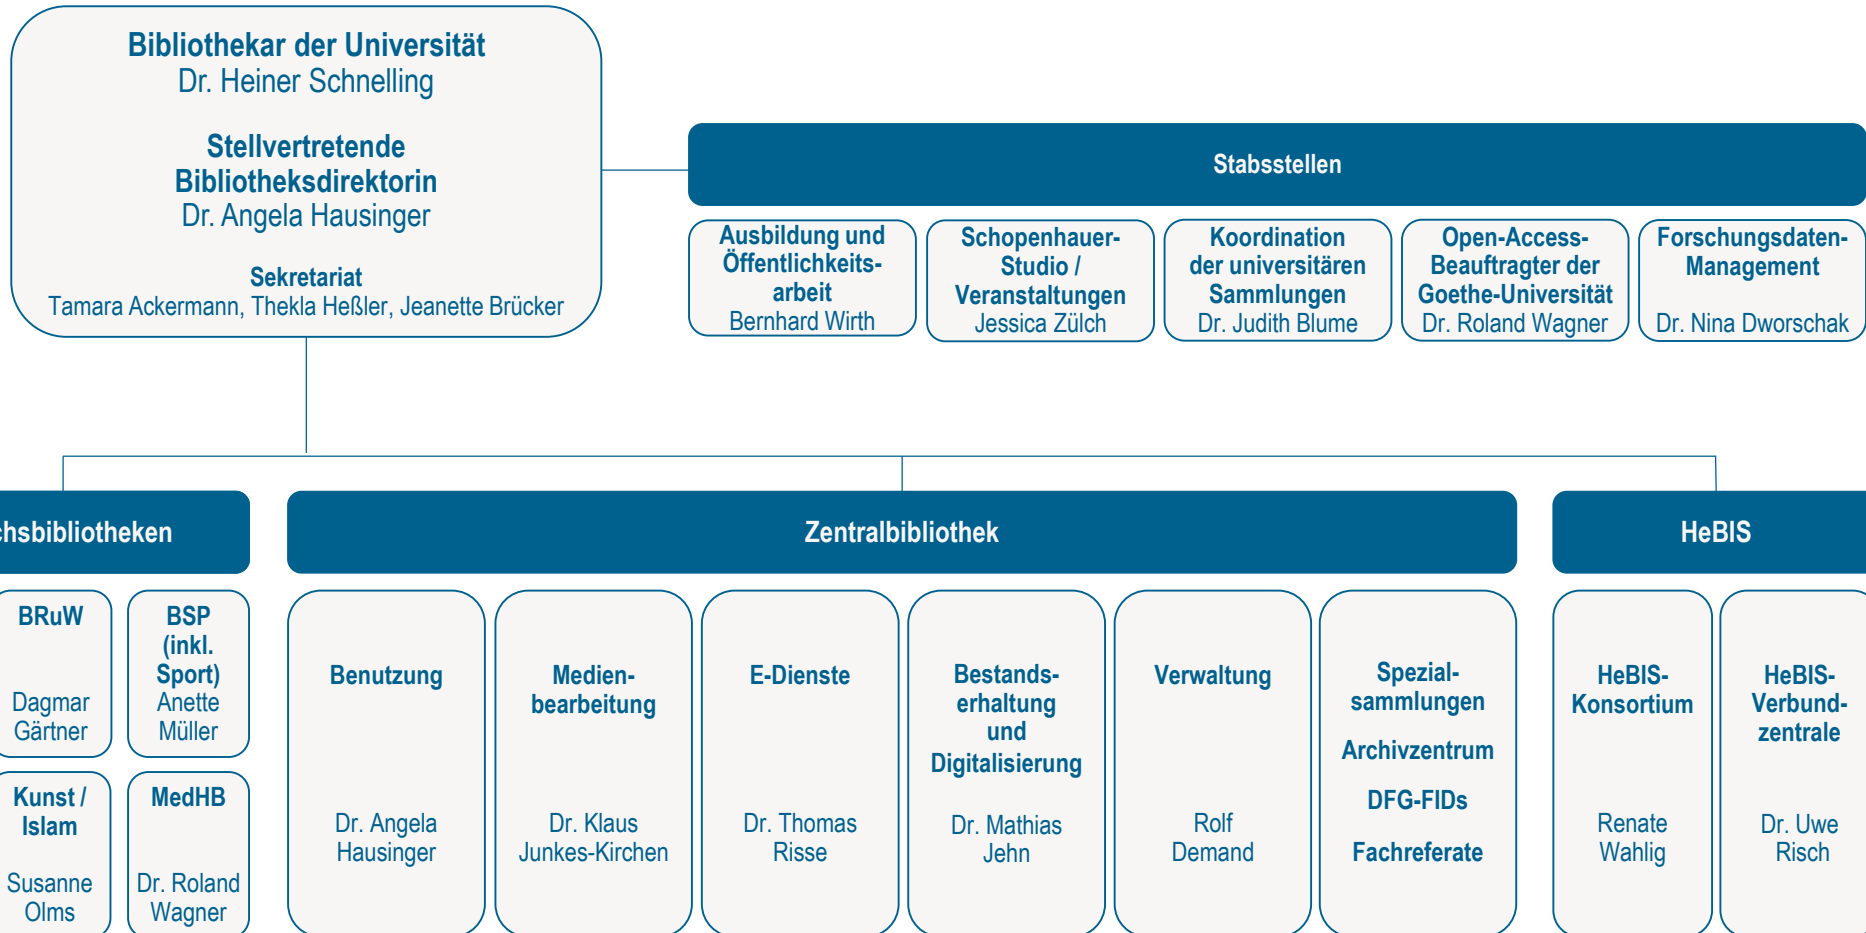 Bibliothekar der Universität
Dr. Heiner Schnelling
Stellvertretende
Bibliotheksdirektorin
Dr. Angela Hausinger
Sekretariat
Tamara Ackermann, Thekla Heßler, Jeanette Brücker
Stabsstellen
Ausbildung und
Öffentlichkeits-
arbeit
Bernhard Wirth
Schopenhauer-
Studio /
Veranstaltungen
Jessica Zülch
Koordination
der universitären
Sammlungen
Dr. Judith Blume
Open-Access-
Beauftragter der
Goethe-Universität
Dr. Roland Wagner
Forschungsdaten-
Management
Dr. Nina Dworschak
chsbibliotheken
BRuW
Dagmar
Gärtner
BSP
(inkl.
Sport)
Anette
Müller
Kunst /
Islam
Susanne
Olms
MedHB
Dr. Roland
Wagner
Zentralbibliothek
Benutzung
Dr. Angela
Hausinger
Medien-
bearbeitung
Dr. Klaus
Junkes-Kirchen
E-Dienste
Dr. Thomas
Risse
Bestands-
erhaltung
und
Digitalisierung
Dr. Mathias
Jehn
Verwaltung
Rolf
Demand
Spezial-
sammlungen
Archivzentrum
DFG-FIDs
Fachreferate
HeBIS
HeBIS-
Konsortium
Renate
Wahlig
HeBIS-
Verbund-
zentrale
Dr. Uwe
Risch